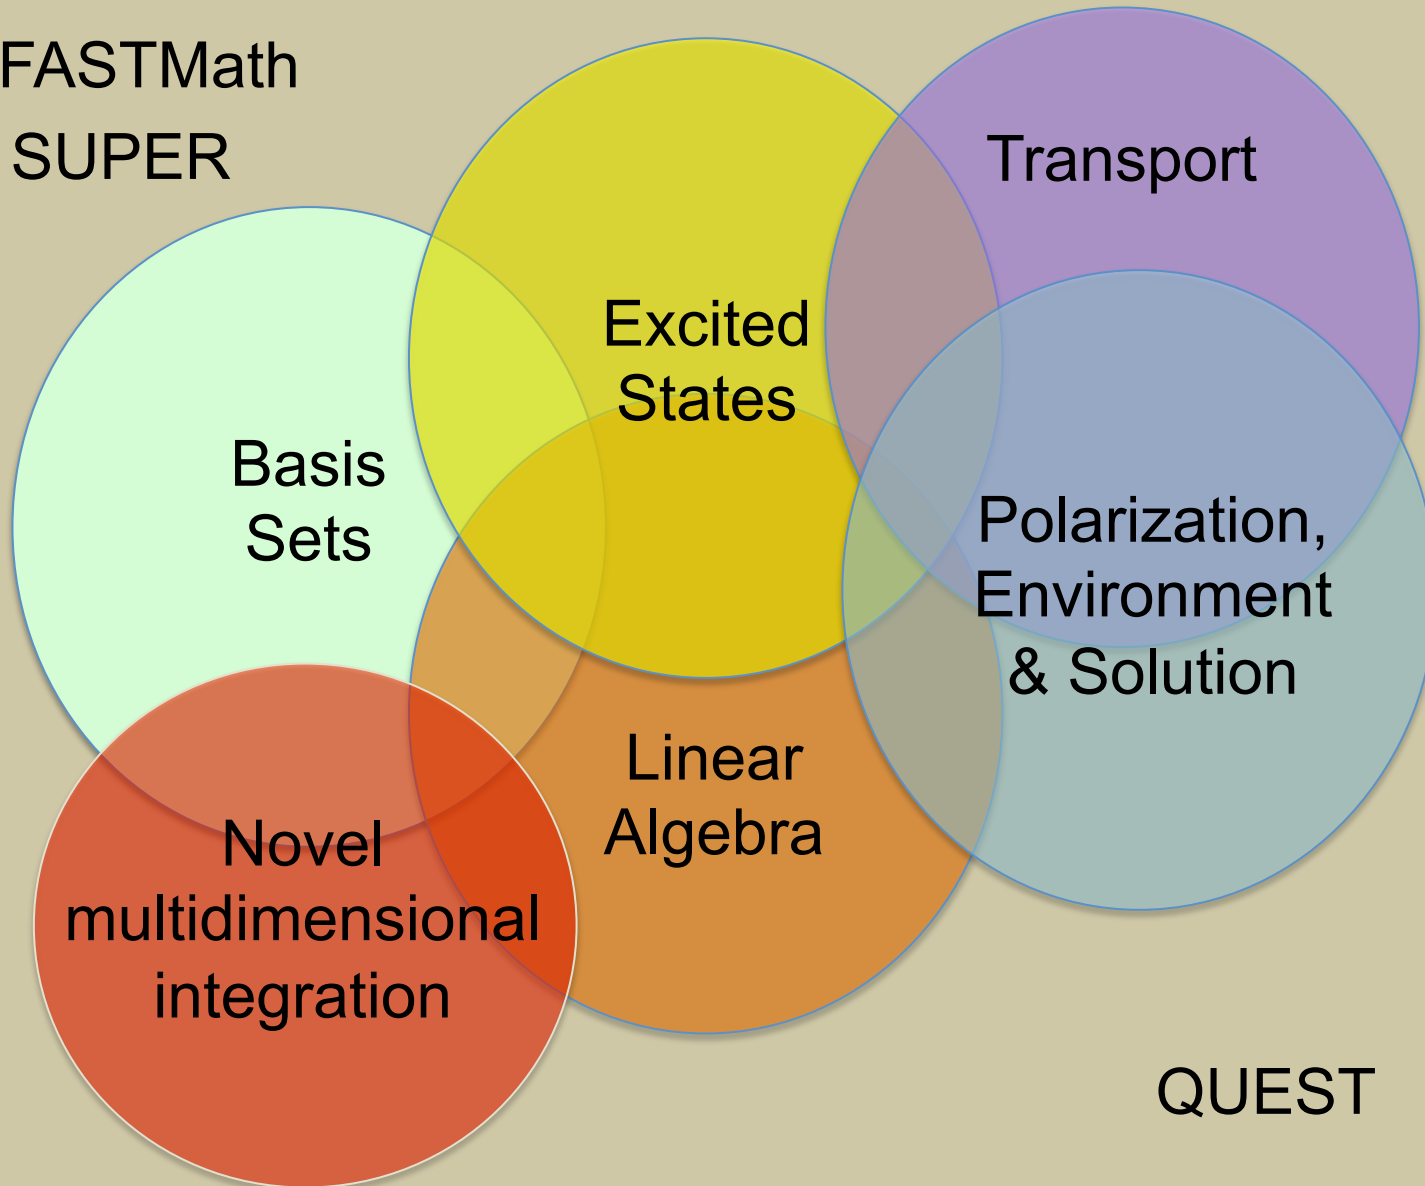 FASTMath
SUPER
Transport
Excited
States
Basis
Sets
Polarization,
Environment
& Solution
Linear
Algebra
Novel
multidimensional
integration
QUEST